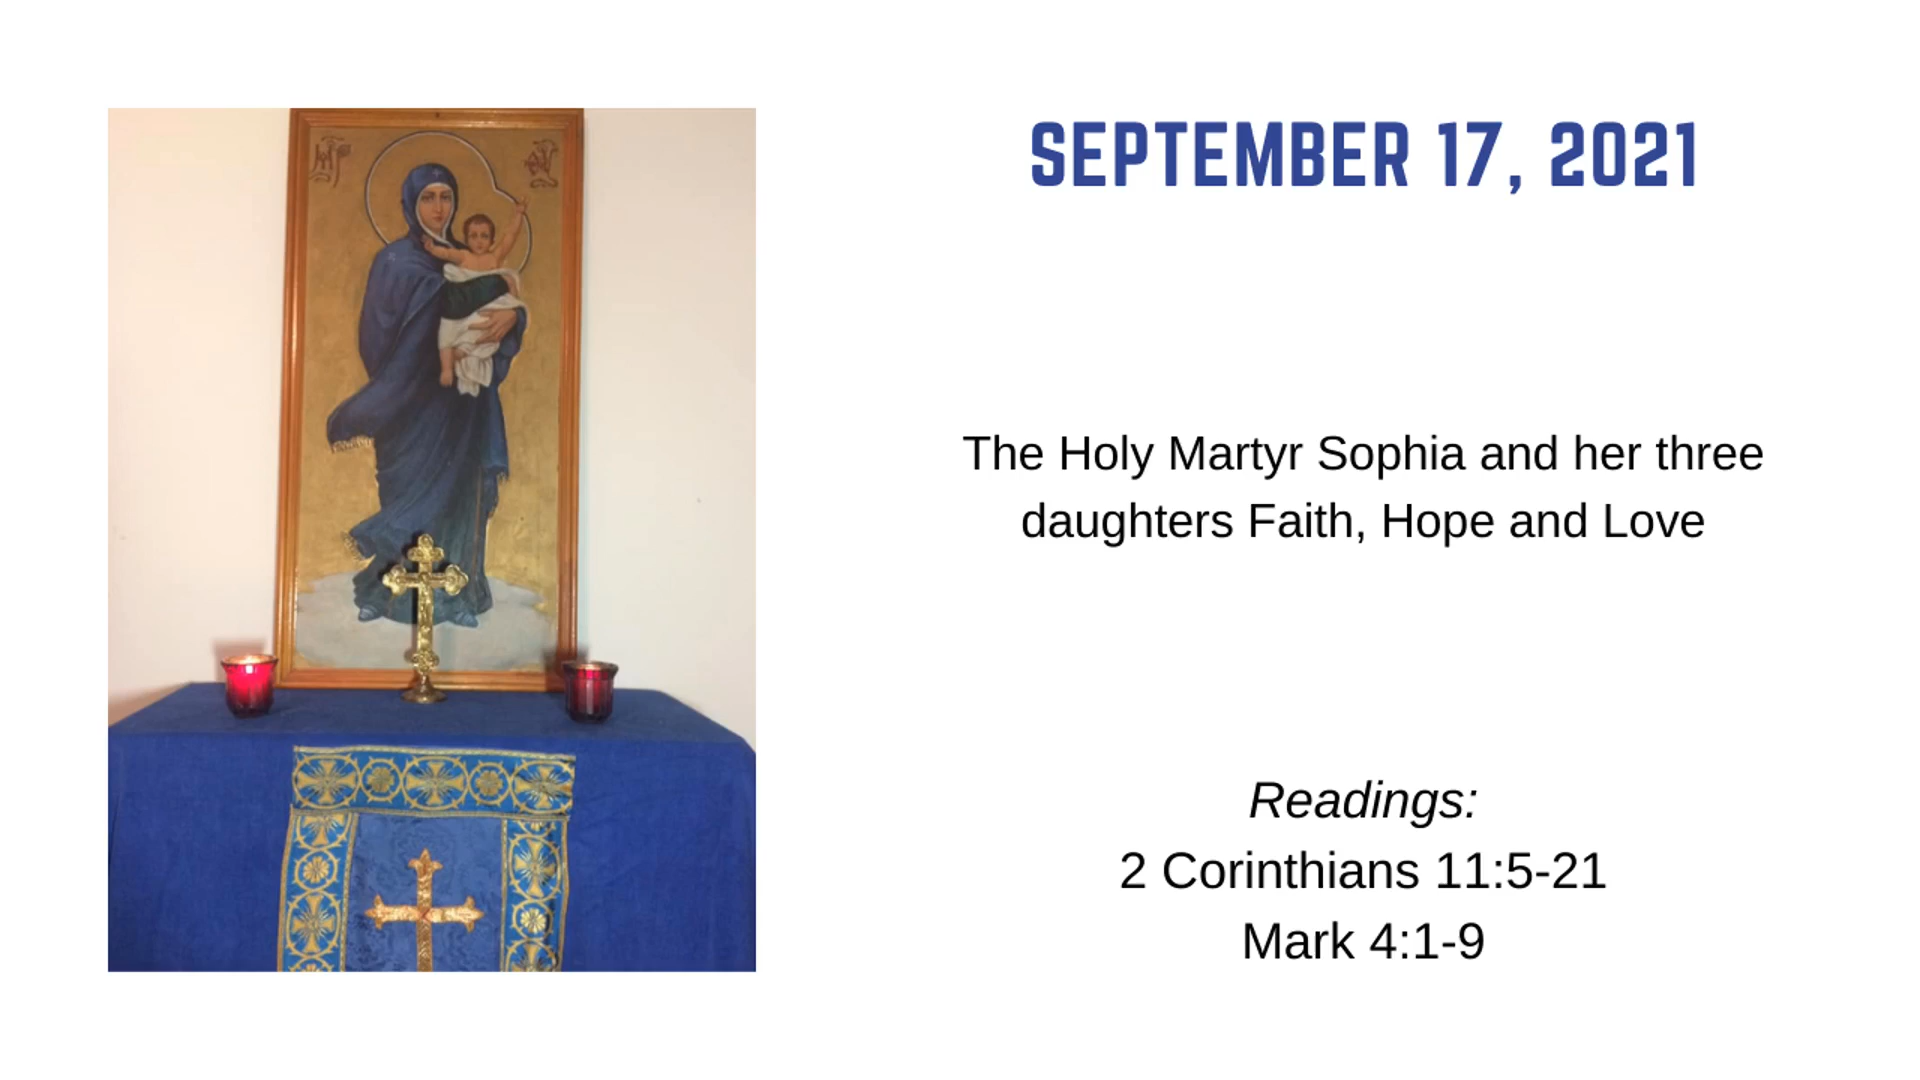 SEPTEMBER 17, 2021
The Holy Martyr Sophia and her three
daughters Faith, Hope and Love
Readings:
2 Corinthians 11:5-21
Mark 4:1-9